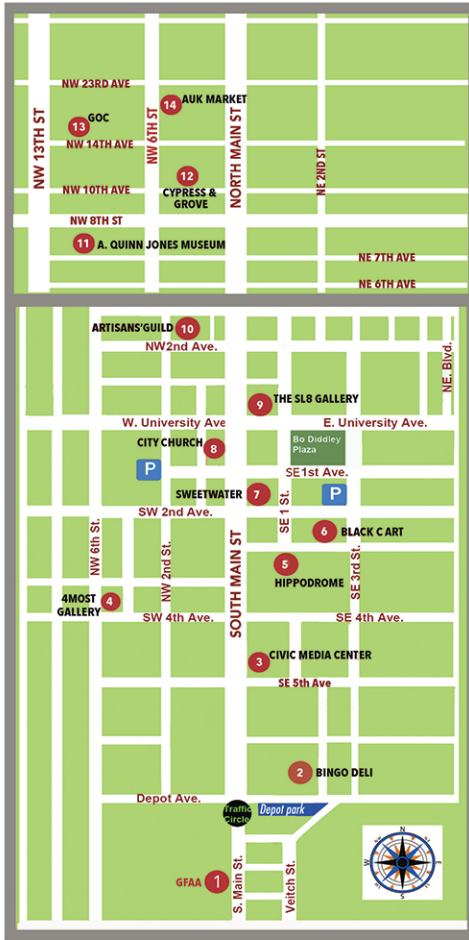 NW 23RD AVE
14
AUK MARKET
13
GOC
NW 14TH AVE
NW 13TH ST
NW 6TH ST
NORTH MAIN ST
NE 2ND ST
12
CYPRESS &
GROVE
NW 10TH AVE
NW 8TH ST
11
A. QUINN JONES MUSEUM
NE 7TH AVE
NE 6TH AVE
ARTISANS'GUILD
10
NW2nd Ave.
NE. Blvd.
9
THE SL8 GALLERY
W. University Ave
E. University Ave.
CITY CHURCH
8
Bo Diddley
Plaza
P
SE1st Ave.
SWEETWATER
7
P
SW 2nd Ave.
SE 1 St.
6
BLACK C ART
NW 6th St.
NW 2nd St.
SOUTH MAIN ST
5
HIPPODROME
SE 3rd St.
4MOST
GALLERY
4
SW 4th Ave.
SE 4th Ave.
3
CIVIC MEDIA CENTER
SE 5th Ave
2
BINGO DELI
Depot Ave.
Traffic
Circle
Depot park
GFAA
1
S. Main St.
Veitch St.
N
W
S